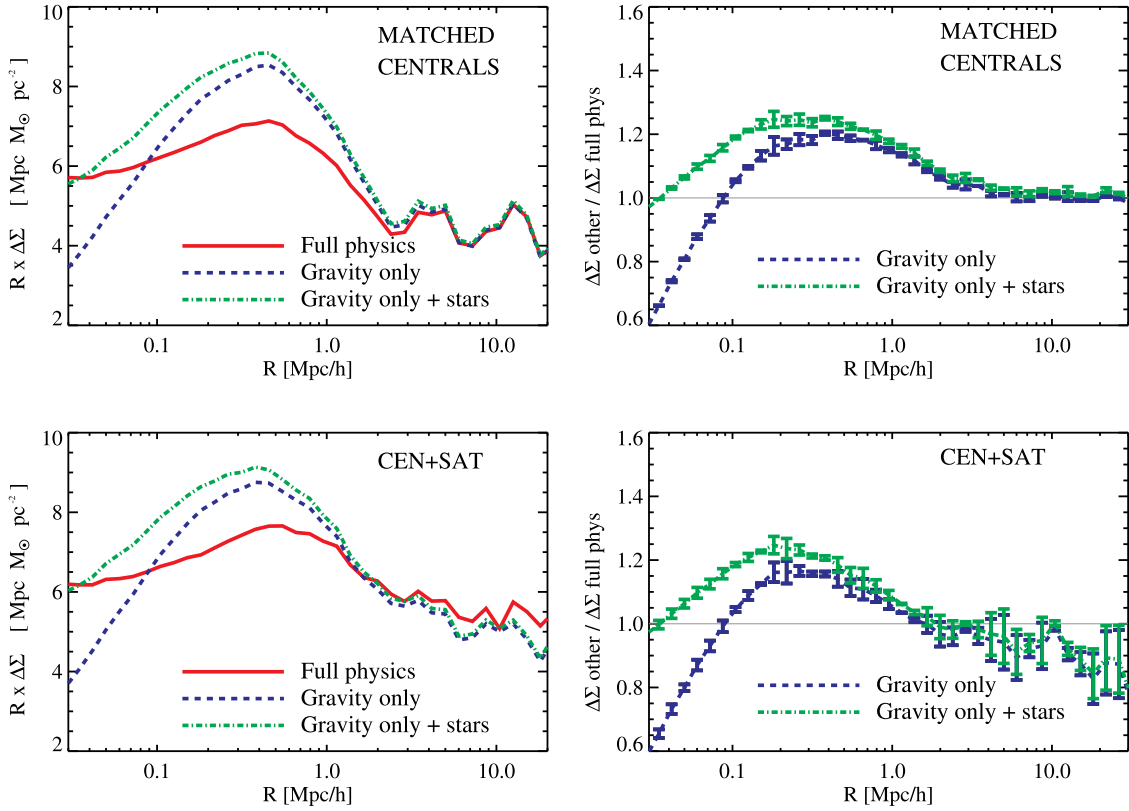 MATCHED
CENTRALS
R x ΔΣ [ Mpc M⊙ pc⁻² ]
10
8
6
4
2
Full physics
Gravity only
Gravity only + stars
0.1 1.0 10.0
R [Mpc/h]
MATCHED
CENTRALS
ΔΣ other / ΔΣ full phys
1.6
1.4
1.2
1.0
0.8
0.6
Gravity only
Gravity only + stars
0.1 1.0 10.0
R [Mpc/h]
CEN+SAT
R x ΔΣ [ Mpc M⊙ pc⁻² ]
10
8
6
4
2
Full physics
Gravity only
Gravity only + stars
0.1 1.0 10.0
R [Mpc/h]
CEN+SAT
ΔΣ other / ΔΣ full phys
1.6
1.4
1.2
1.0
0.8
0.6
Gravity only
Gravity only + stars
0.1 1.0 10.0
R [Mpc/h]